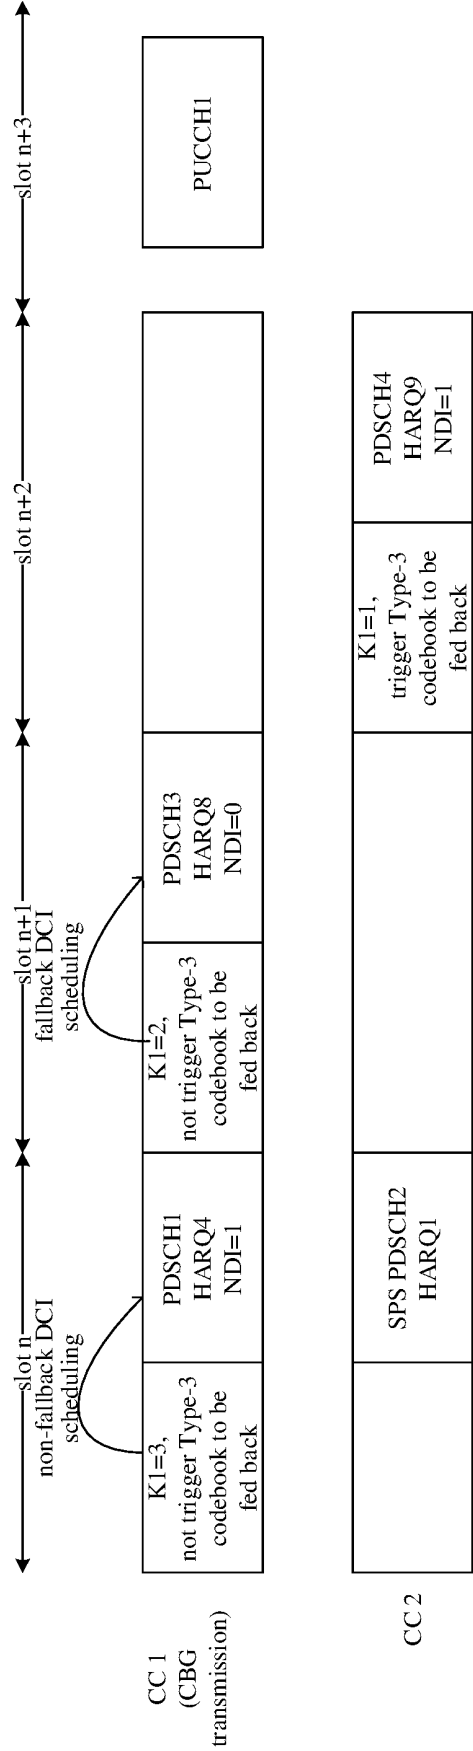 slot n
non-fallback DCI
scheduling
slot n+1
fallback DCI
scheduling
slot n+2
slot n+3
CC 1
(CBG
transmission)
K1=3,
not trigger Type-3
codebook to be
fed back
PDSCH1
HARQ4
NDI=1
K1=2,
not trigger Type-3
codebook to be
fed back
PDSCH3
HARQ8
NDI=0
PUCCH1
CC 2
SPS PDSCH2
HARQ1
K1=1,
trigger Type-3
codebook to be
fed back
PDSCH4
HARQ9
NDI=1